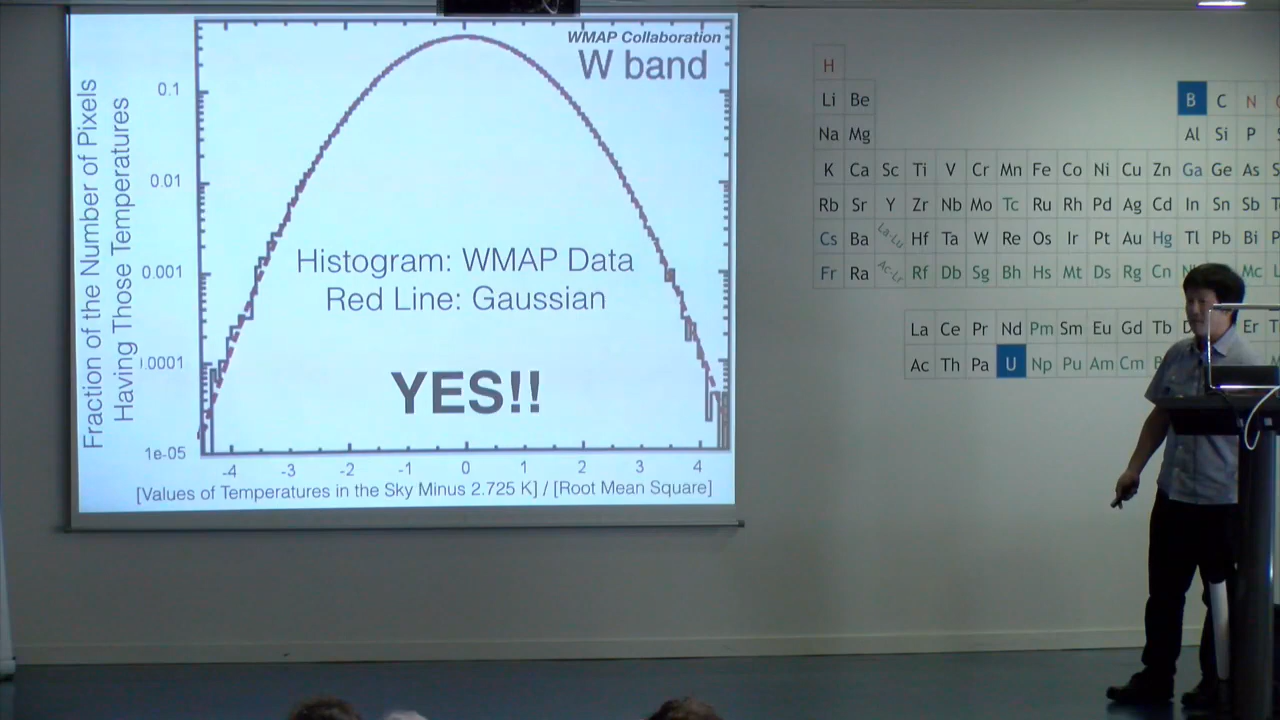 WMAP Collaboration
W band
Fraction of the Number of Pixels
Having Those Temperatures
0.1
0.01
0.001
0.0001
1e-05
Histogram: WMAP Data
Red Line: Gaussian
YES!!
-4 -3 -2 -1 0 1 2 3 4
[Values of Temperatures in the Sky Minus 2.725 K] / [Root Mean Square]
H
Li Be B C N
Na Mg Al Si P
K Ca Sc Ti V Cr Mn Fe Co Ni Cu Zn Ga Ge As
Rb Sr Y Zr Nb Mo Tc Ru Rh Pd Ag Cd In Sn Sb
Cs Ba La-Lu Hf Ta W Re Os Ir Pt Au Hg Tl Pb Bi
Fr Ra Ac-Lr Rf Db Sg Bh Hs Mt Ds Rg Cn Mc
La Ce Pr Nd Pm Sm Eu Gd Tb Er
Ac Th Pa U Np Pu Am Cm